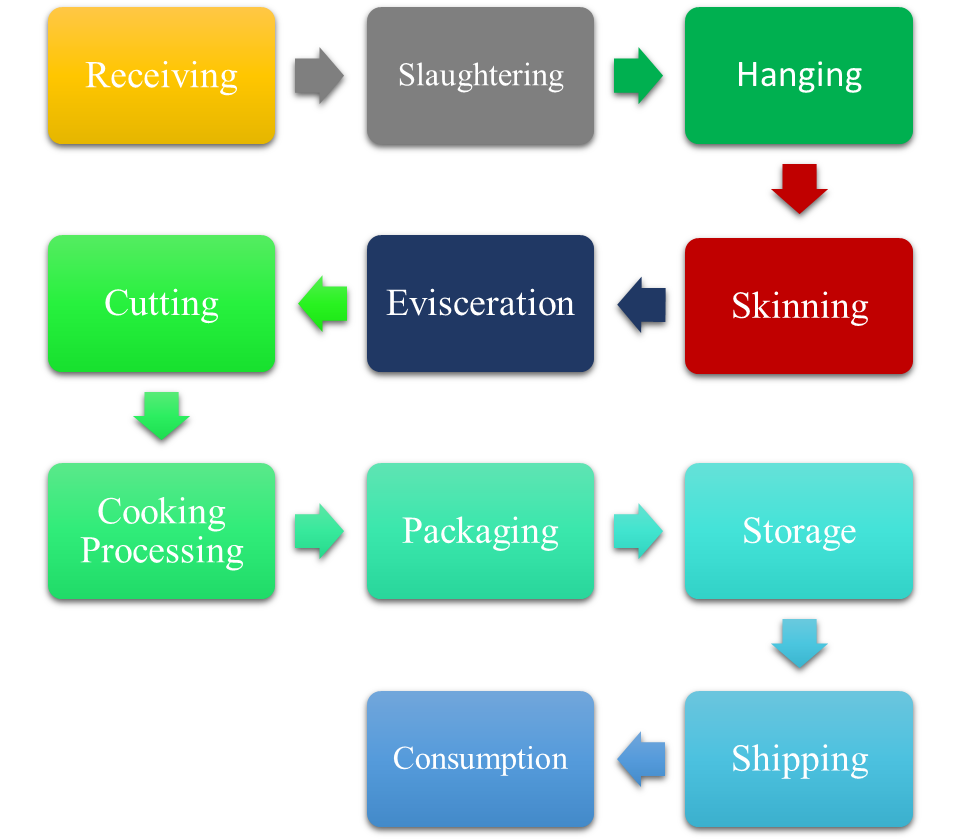 Receiving
Slaughtering
Hanging
Skinning
Evisceration
Cutting
Cooking
Processing
Packaging
Storage
Shipping
Consumption